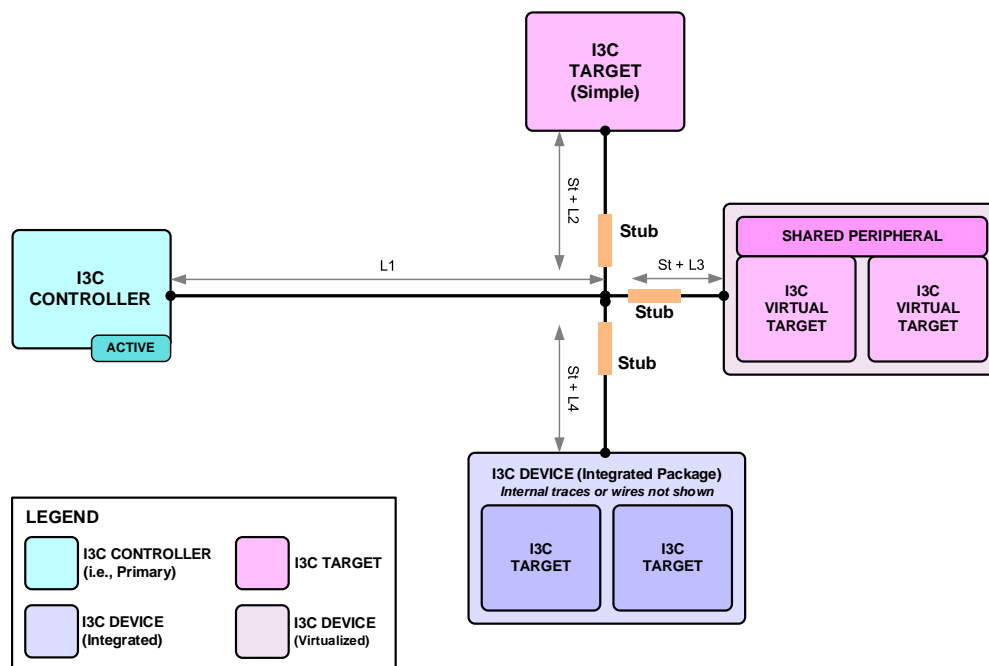 I3C
TARGET
(Simple)
St + L2
Stub
SHARED PERIPHERAL
I3C
CONTROLLER
ACTIVE
L1
St + L3
Stub
I3C
VIRTUAL
TARGET
I3C
VIRTUAL
TARGET
Stub
St + L4
I3C DEVICE (Integrated Package)
Internal traces or wires not shown
I3C
TARGET
I3C
TARGET
LEGEND
I3C CONTROLLER
(i.e., Primary)
I3C TARGET
I3C DEVICE
(Integrated)
I3C DEVICE
(Virtualized)